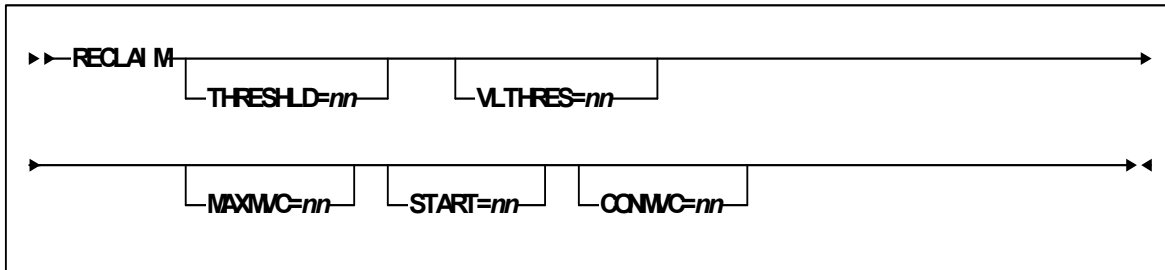 RECLAIM
THRESHLD=nn VLTHRES=nn
MAXMVC=nn START=nn CONMVC=nn